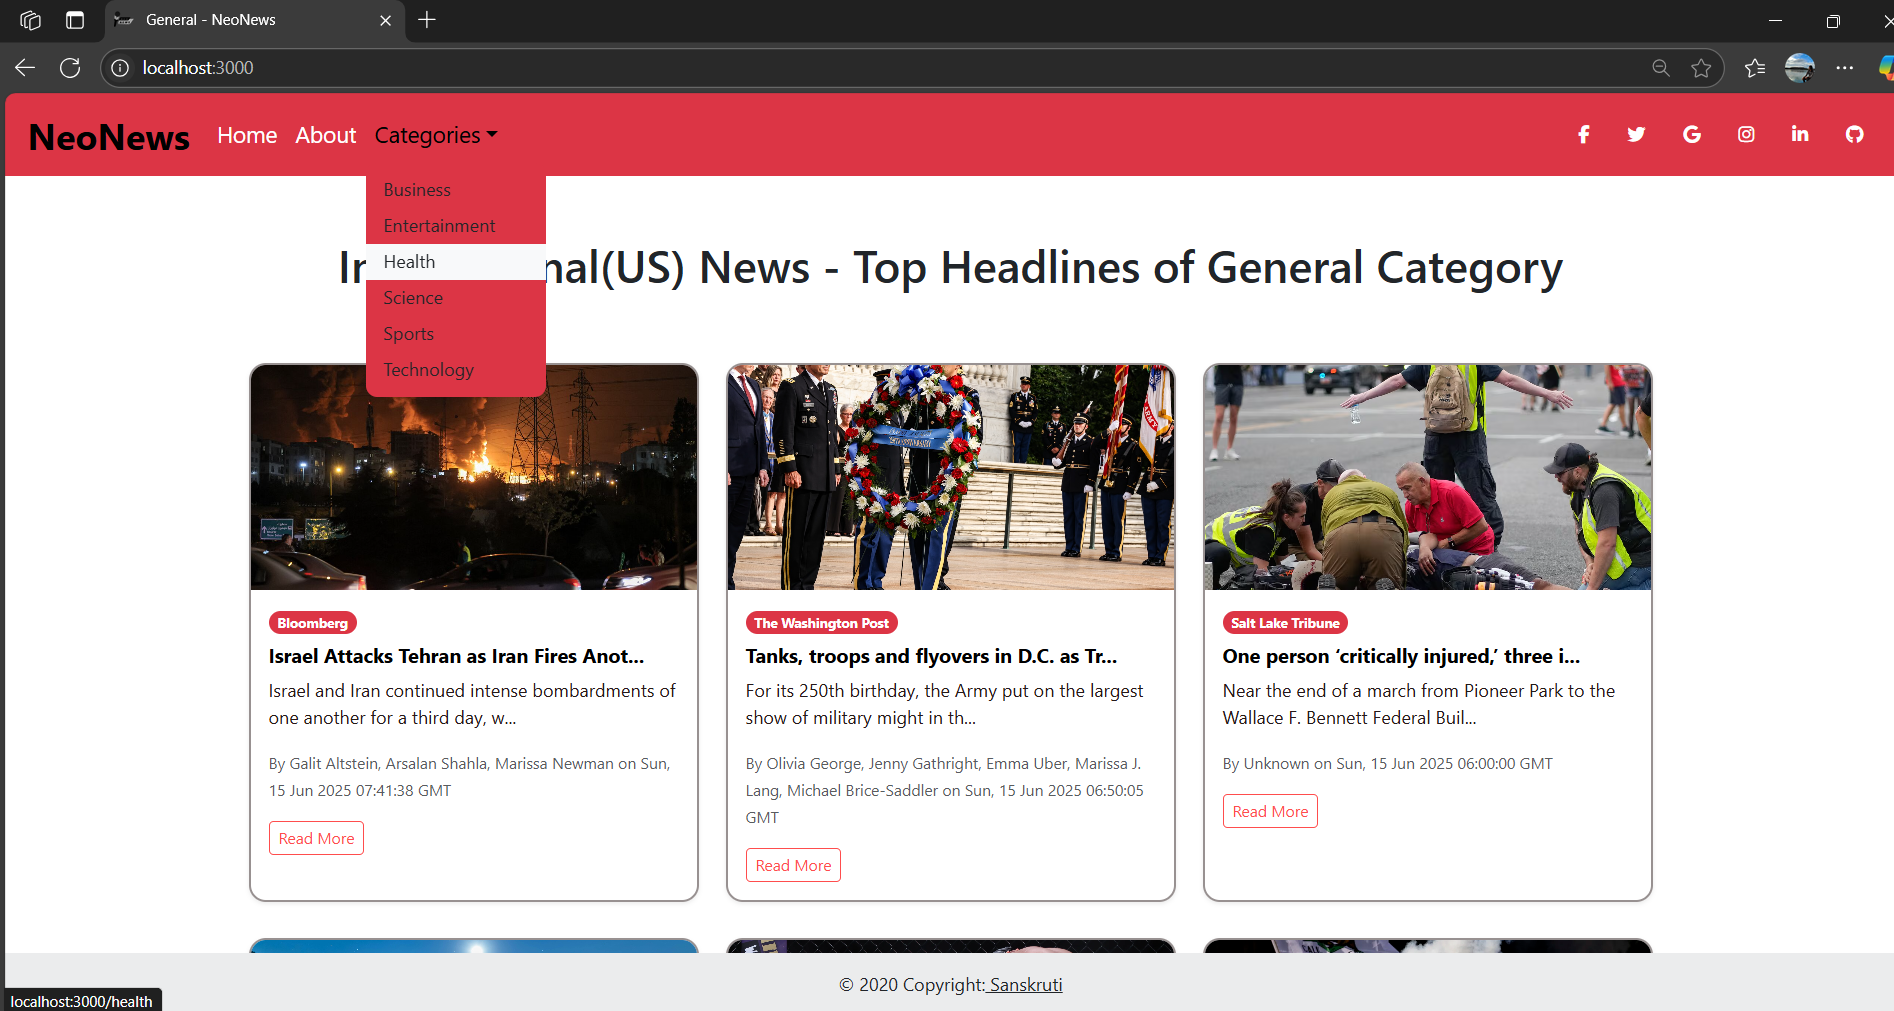 General - NeoNews
localhost:3000
NeoNews Home About Categories
Business
Entertainment
Health
Science
Sports
Technology
nal(US) News - Top Headlines of General Category
Bloomberg
Israel Attacks Tehran as Iran Fires Anot...
Israel and Iran continued intense bombardments of
one another for a third day, w...
By Galit Altstein, Arsalan Shahla, Marissa Newman on Sun,
15 Jun 2025 07:41:38 GMT
Read More
The Washington Post
Tanks, troops and flyovers in D.C. as Tr...
For its 250th birthday, the Army put on the largest
show of military might in th...
By Olivia George, Jenny Gathright, Emma Uber, Marissa J.
Lang, Michael Brice-Saddler on Sun, 15 Jun 2025 06:50:05
GMT
Read More
Salt Lake Tribune
One person ‘critically injured,’ three i...
Near the end of a march from Pioneer Park to the
Wallace F. Bennett Federal Buil...
By Unknown on Sun, 15 Jun 2025 06:00:00 GMT
Read More
© 2020 Copyright: Sanskruti
localhost:3000/health